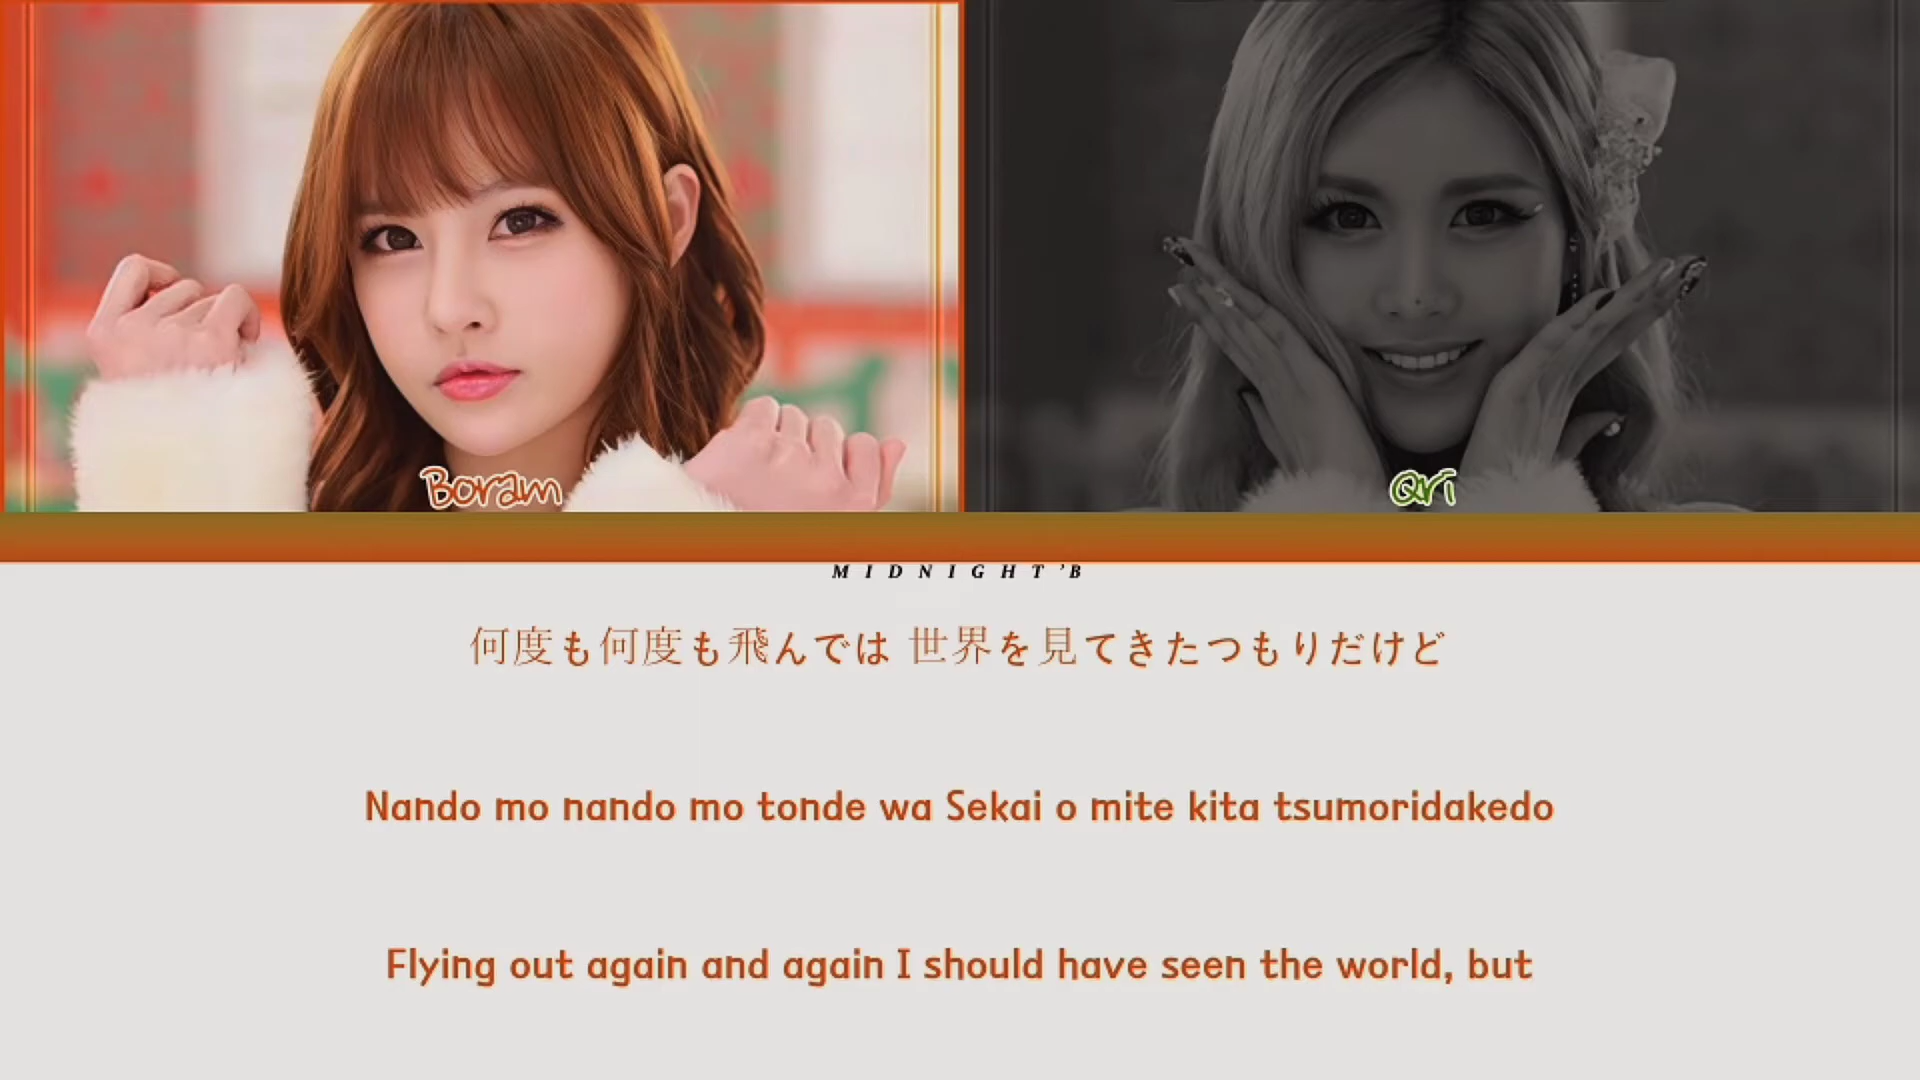 Boram
Qri
MIDNIGHT'B
何度も何度も飛んでは 世界を見てきたつもりだけど
Nando mo nando mo tonde wa Sekai o mite kita tsumoridakedo
Flying out again and again I should have seen the world, but